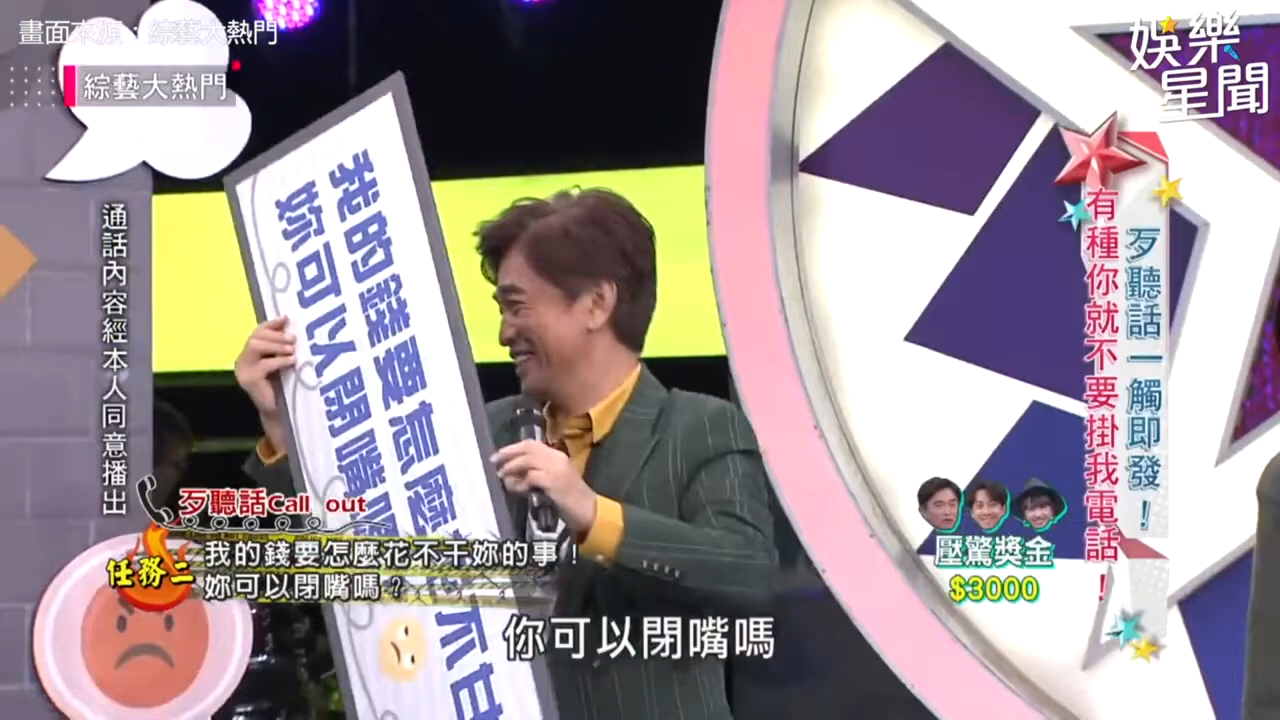 畫面來源：綜藝大熱門
綜藝大熱門
娛樂
星聞
通話內容經本人同意播出
我的錢要怎麼
妳可以閉嘴嗎
不甘
歹聽話一觸即發！
有種你就不要掛我電話！
壓驚獎金
$3000
歹聽話Call out
任務二
我的錢要怎麼花不干妳的事！
妳可以閉嘴嗎？
你可以閉嘴嗎